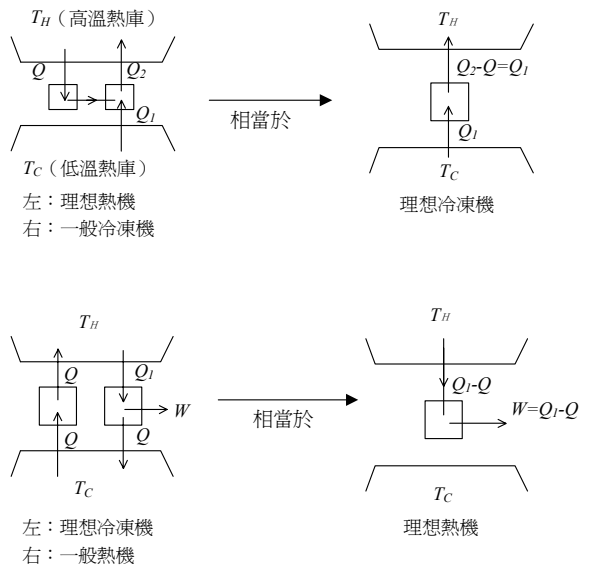 T_H（高溫熱庫）
Q
Q_2
Q_1
T_C（低溫熱庫）
左：理想熱機
右：一般冷凍機
相當於
T_H
Q_2-Q=Q_1
Q_1
T_C
理想冷凍機
T_H
Q
Q_1
W
Q
Q
T_C
左：理想冷凍機
右：一般熱機
相當於
T_H
Q_1-Q
W=Q_1-Q
T_C
理想熱機